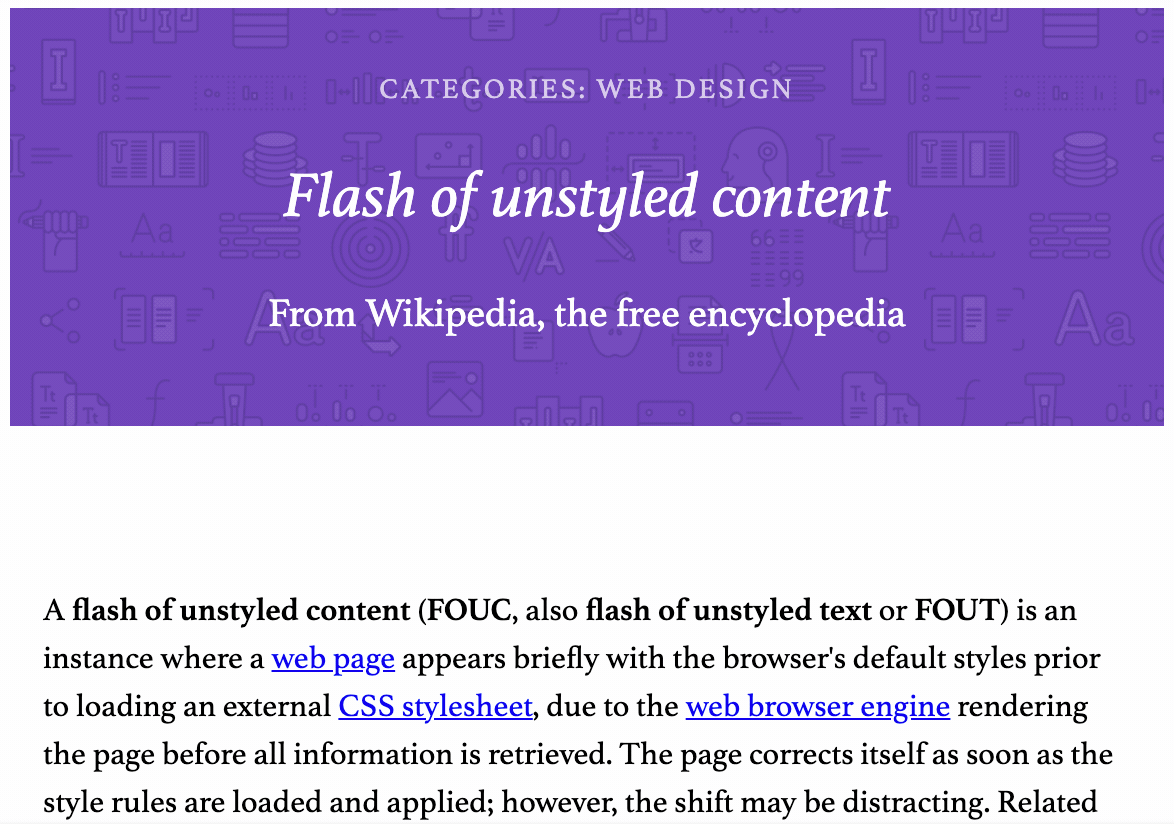 CATEGORIES: WEB DESIGN
Flash of unstyled content
From Wikipedia, the free encyclopedia
A flash of unstyled content (FOUC, also flash of unstyled text or FOUT) is an
instance where a web page appears briefly with the browser's default styles prior
to loading an external CSS stylesheet, due to the web browser engine rendering
the page before all information is retrieved. The page corrects itself as soon as the
style rules are loaded and applied; however, the shift may be distracting. Related